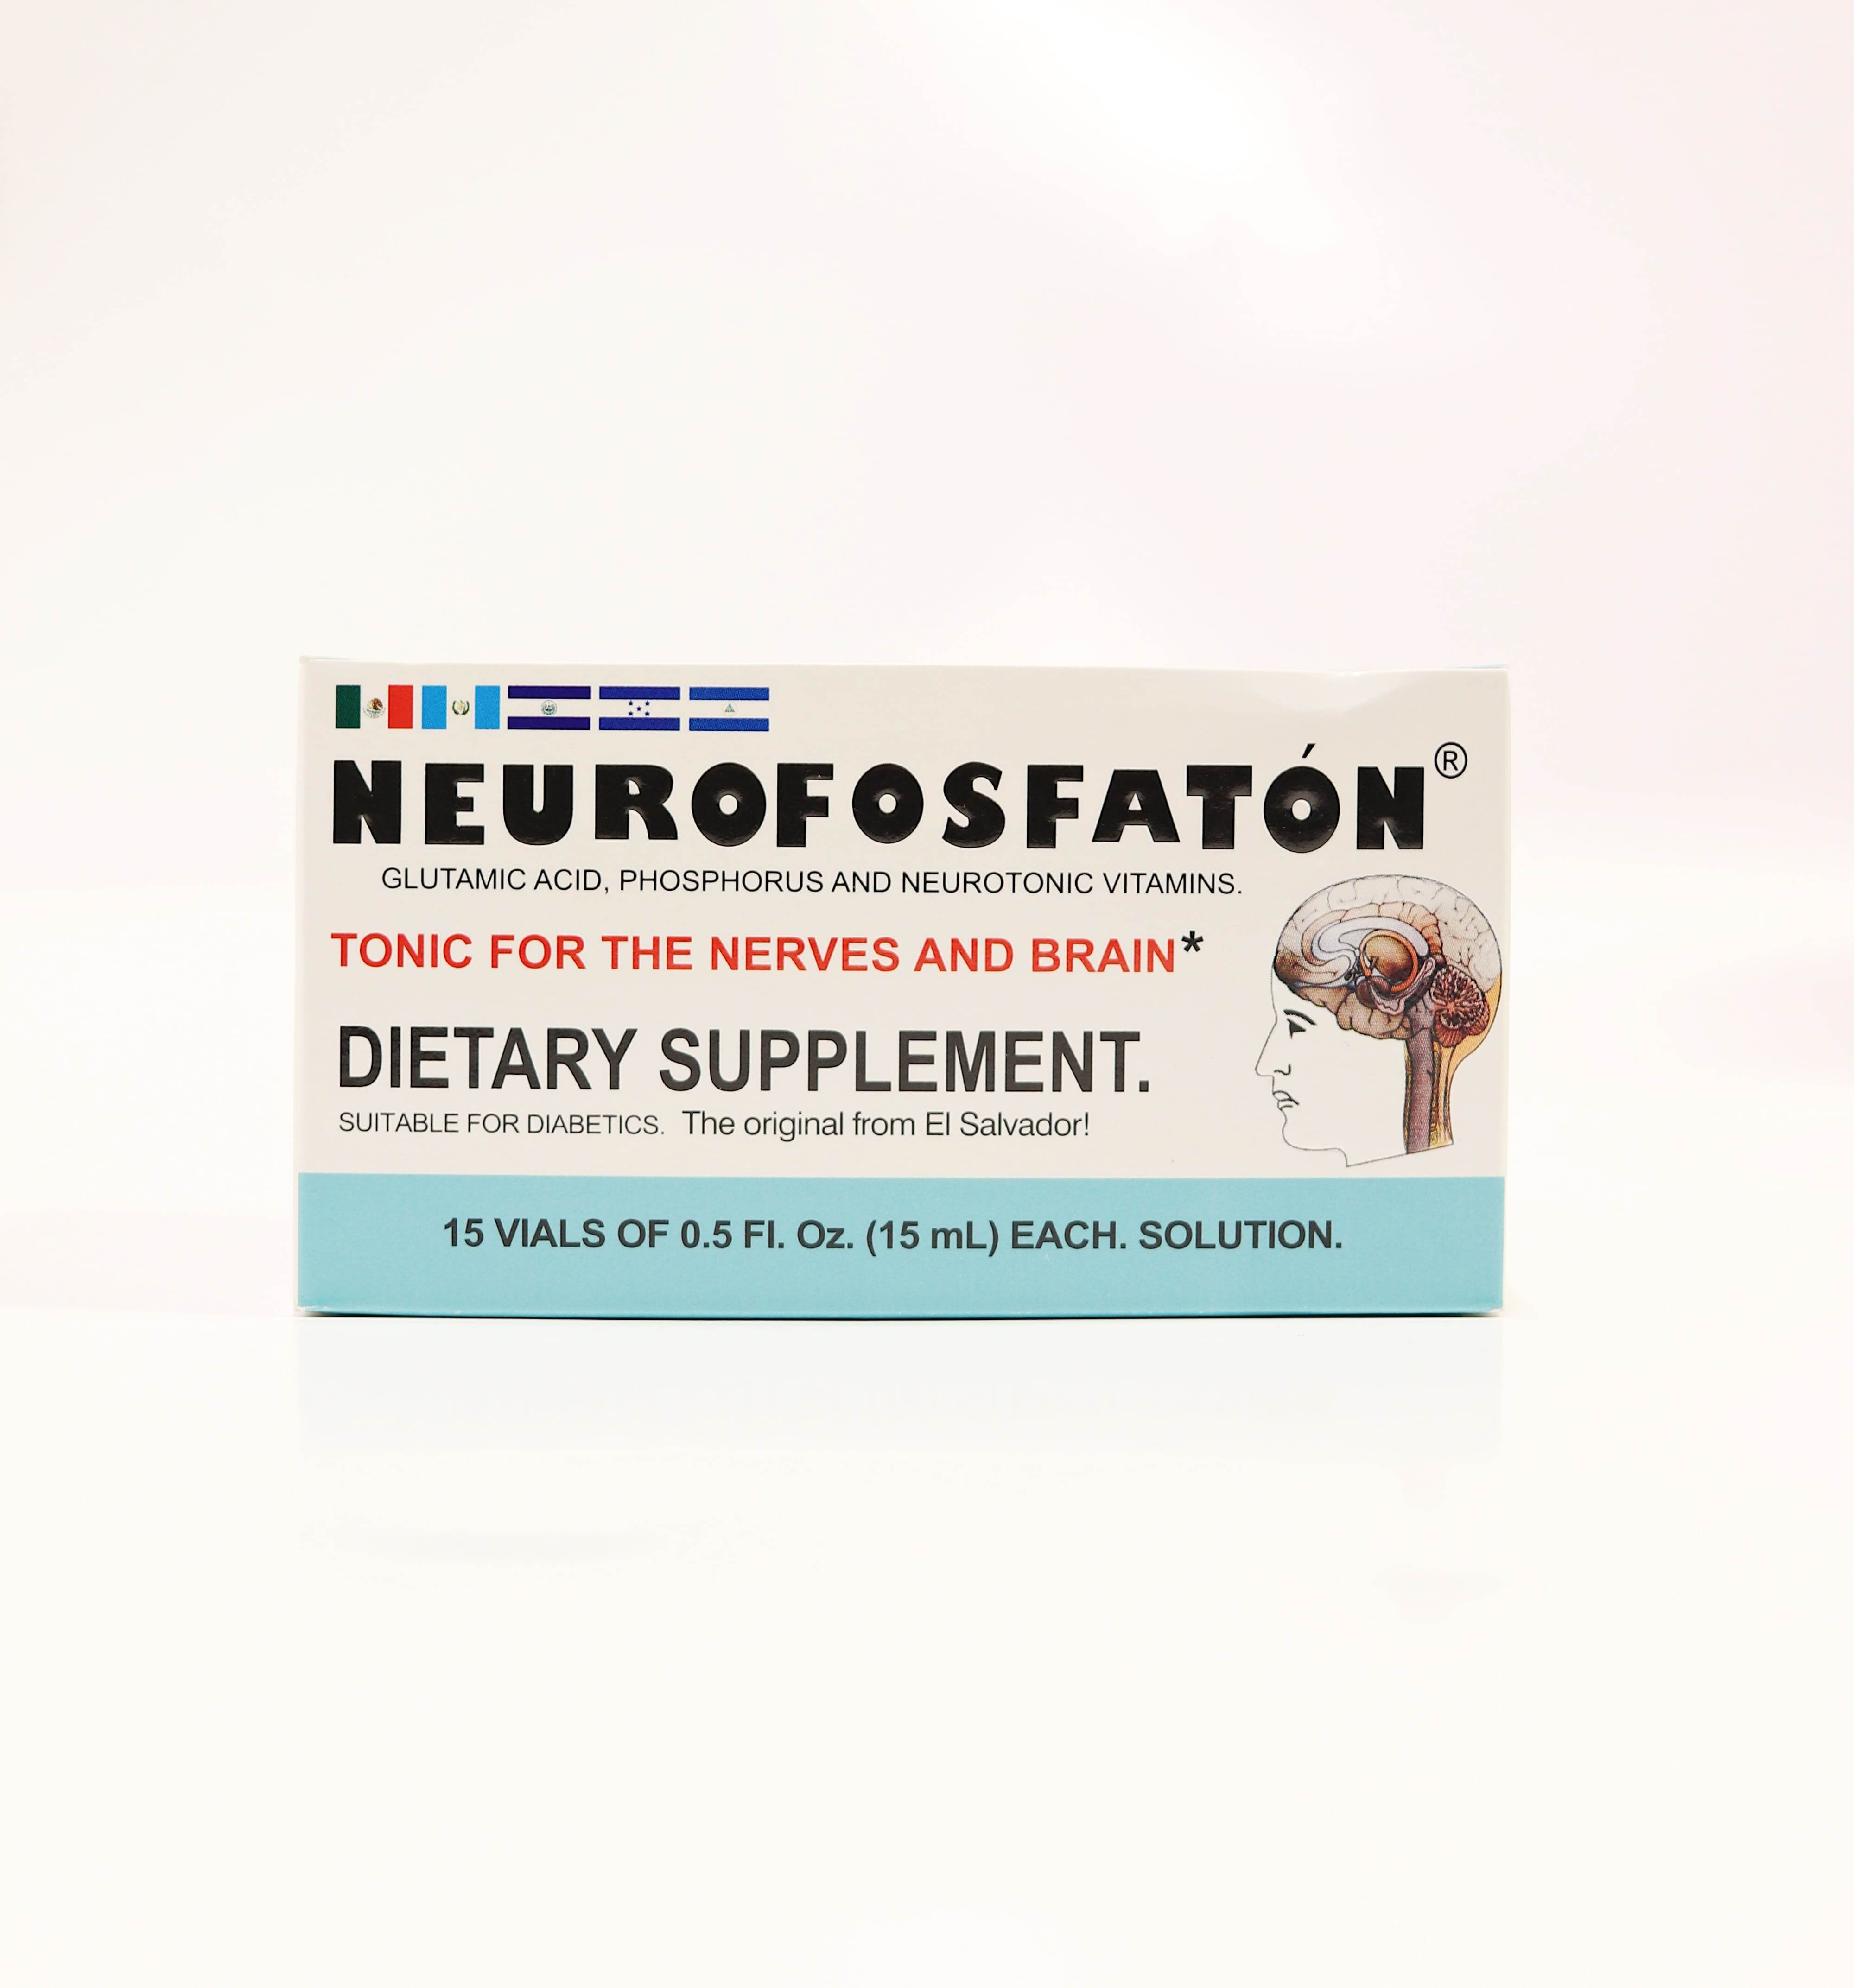 NEUROFOSFATÓN®
GLUTAMIC ACID, PHOSPHORUS AND NEUROTONIC VITAMINS.
TONIC FOR THE NERVES AND BRAIN*
DIETARY SUPPLEMENT.
SUITABLE FOR DIABETICS. The original from El Salvador!
15 VIALS OF 0.5 Fl. Oz. (15 mL) EACH. SOLUTION.